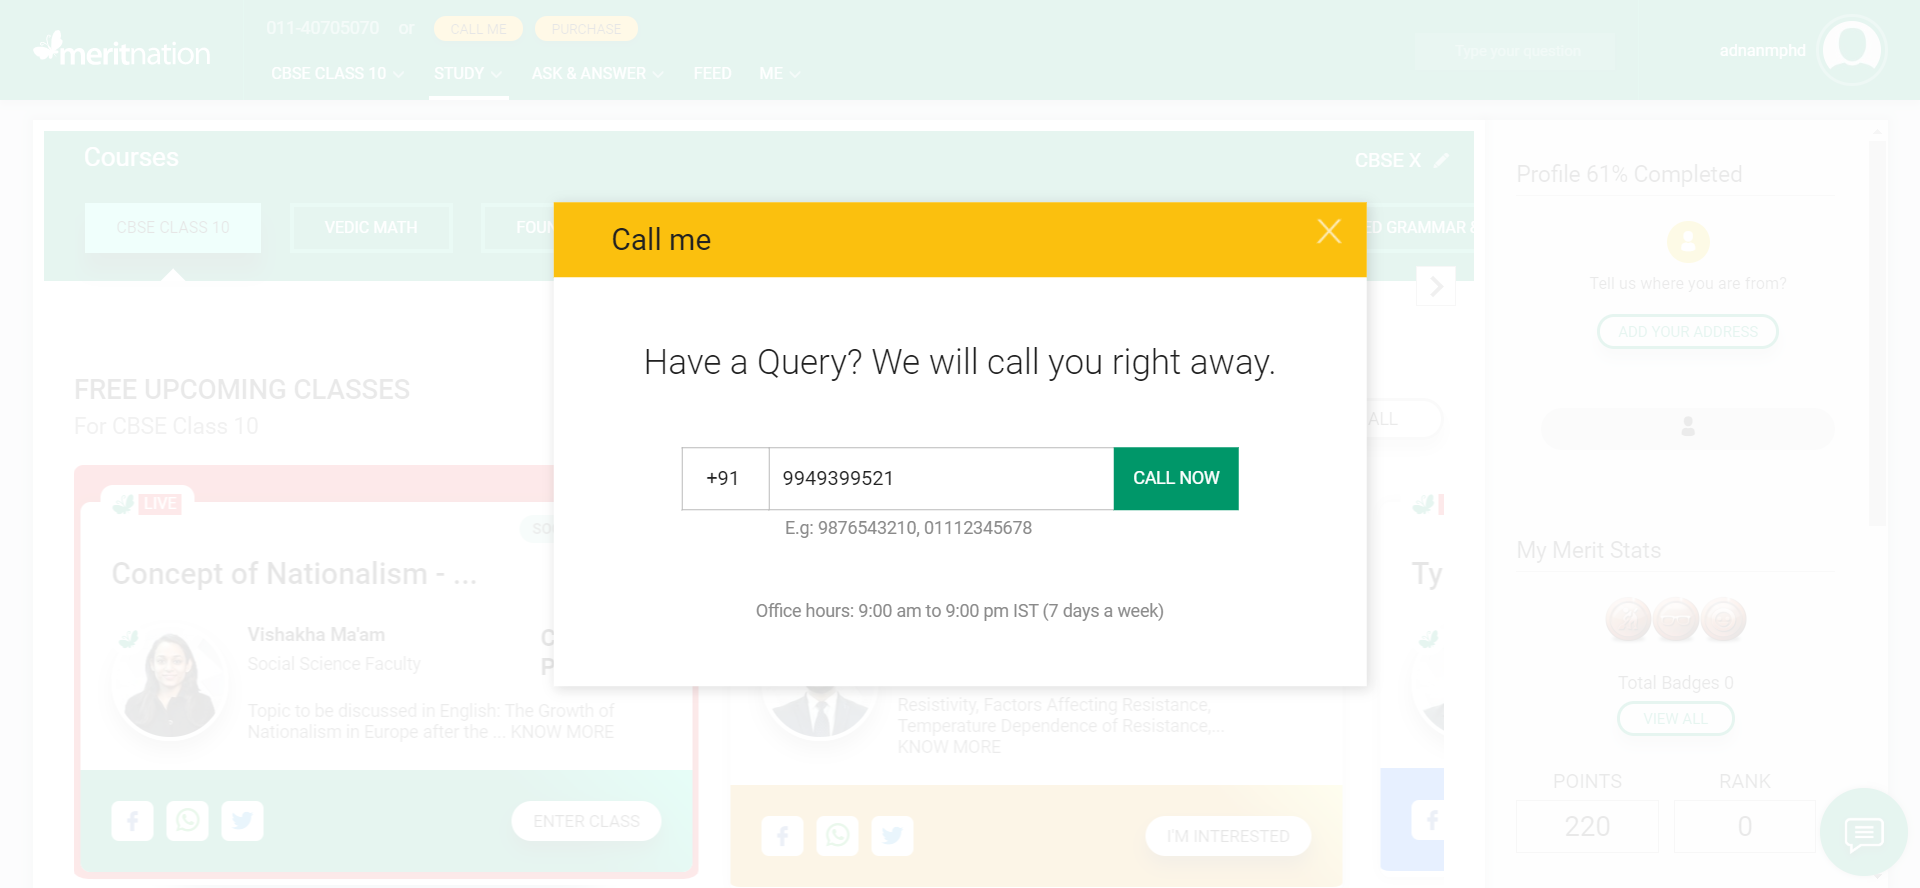 meritnation
011-40705070 or CALL ME PURCHASE
Type your question
adnanmphd
CBSE CLASS 10 STUDY ASK & ANSWER FEED ME
Courses
CBSE X
CBSE CLASS 10 VEDIC MATH FOUN ED GRAMMAR &
Call me
Have a Query? We will call you right away.
+91 9949399521 CALL NOW
E.g: 9876543210, 01112345678
Office hours: 9:00 am to 9:00 pm IST (7 days a week)
FREE UPCOMING CLASSES
For CBSE Class 10
ALL
LIVE
SO
Concept of Nationalism - ...
Vishakha Ma'am
Social Science Faculty
C
P
Topic to be discussed in English: The Growth of
Nationalism in Europe after the ... KNOW MORE
ENTER CLASS
Resistivity, Factors Affecting Resistance,
Temperature Dependence of Resistance,...
KNOW MORE
I'M INTERESTED
Ty
Profile 61% Completed
Tell us where you are from?
ADD YOUR ADDRESS
My Merit Stats
Total Badges 0
VIEW ALL
POINTS RANK
220 0